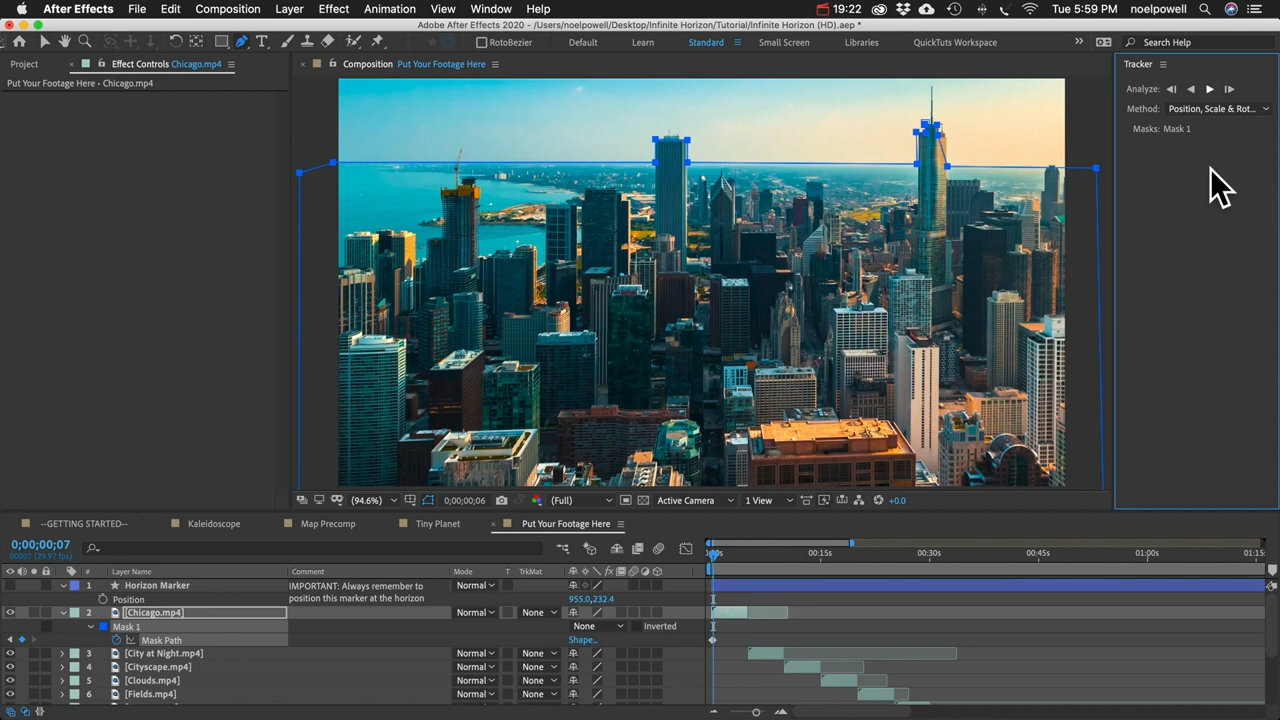 After Effects File Edit Composition Layer Effect Animation View Window Help 19:22 Tue 5:59 PM noelpowell
Adobe After Effects 2020 - /Users/noelpowell/Desktop/Infinite Horizon/Tutorial/Infinite Horizon (HD).aep *
RotoBezier Default Learn Standard Small Screen Libraries QuickTuts Workspace Search Help
Project Effect Controls Chicago.mp4 Composition Put Your Footage Here Tracker
Put Your Footage Here • Chicago.mp4
Analyze:
Method: Position, Scale & Rot...
Masks: Mask 1
(94.6%) 0;00;00;06 (Full) Active Camera 1 View +0.0
--GETTING STARTED-- Kaleidoscope Map Precomp Tiny Planet Put Your Footage Here
0;00;00;07
00007 (29.97 fps)
00:15s 00:30s 00:45s 01:00s 01:15s
# Layer Name Comment Mode T TrkMat
1 Horizon Marker IMPORTANT: Always remember to Normal
Position position this marker at the horizon 955.0,232.4
2 [Chicago.mp4] Normal None
Mask 1 None Inverted
Mask Path Shape...
3 [City at Night.mp4] Normal None
4 [Cityscape.mp4] Normal None
5 [Clouds.mp4] Normal None
6 [Fields.mp4] Normal None